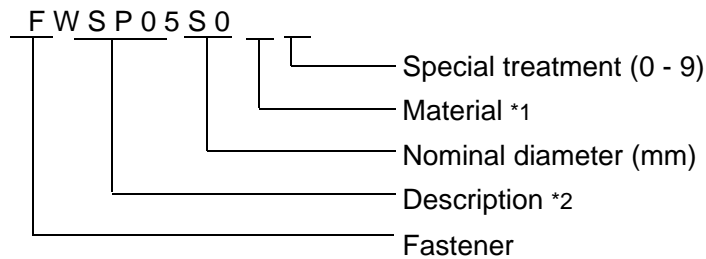 F W S P 0 5 S 0
Special treatment (0 - 9)
Material *1
Nominal diameter (mm)
Description *2
Fastener